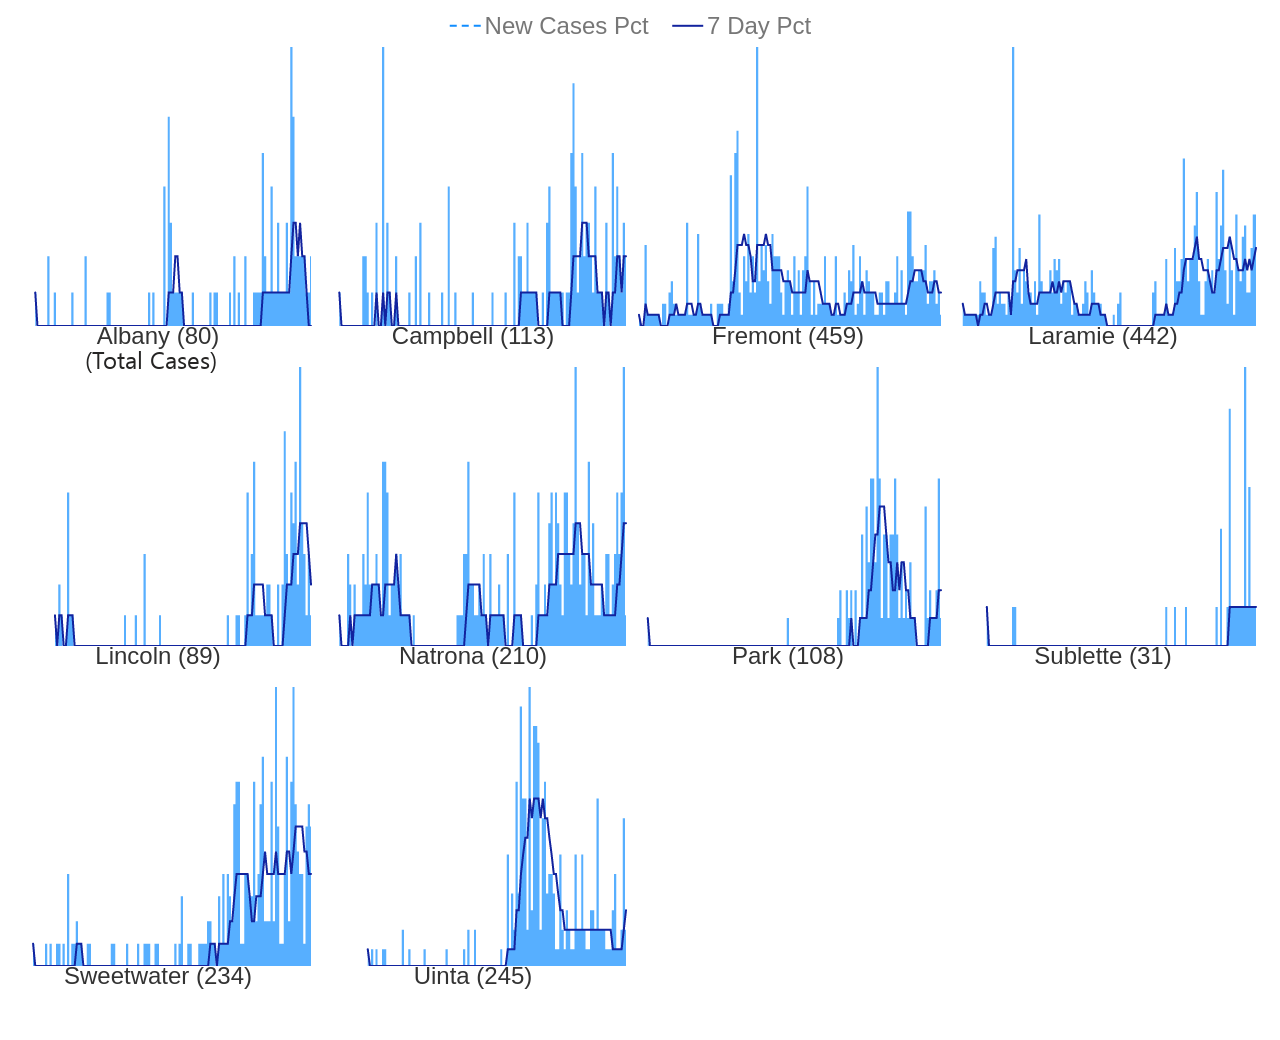 New Cases Pct 7 Day Pct
Albany (80) Campbell (113) Fremont (459) Laramie (442)
(Total Cases)
Lincoln (89) Natrona (210) Park (108) Sublette (31)
Sweetwater (234) Uinta (245)